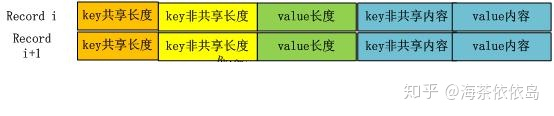 Record i key共享长度 key非共享长度 value长度 key非共享内容 value内容
Record
i+1 key共享长度 key非共享长度 value长度 key非共享内容 value内容
知乎 @海茶依依岛